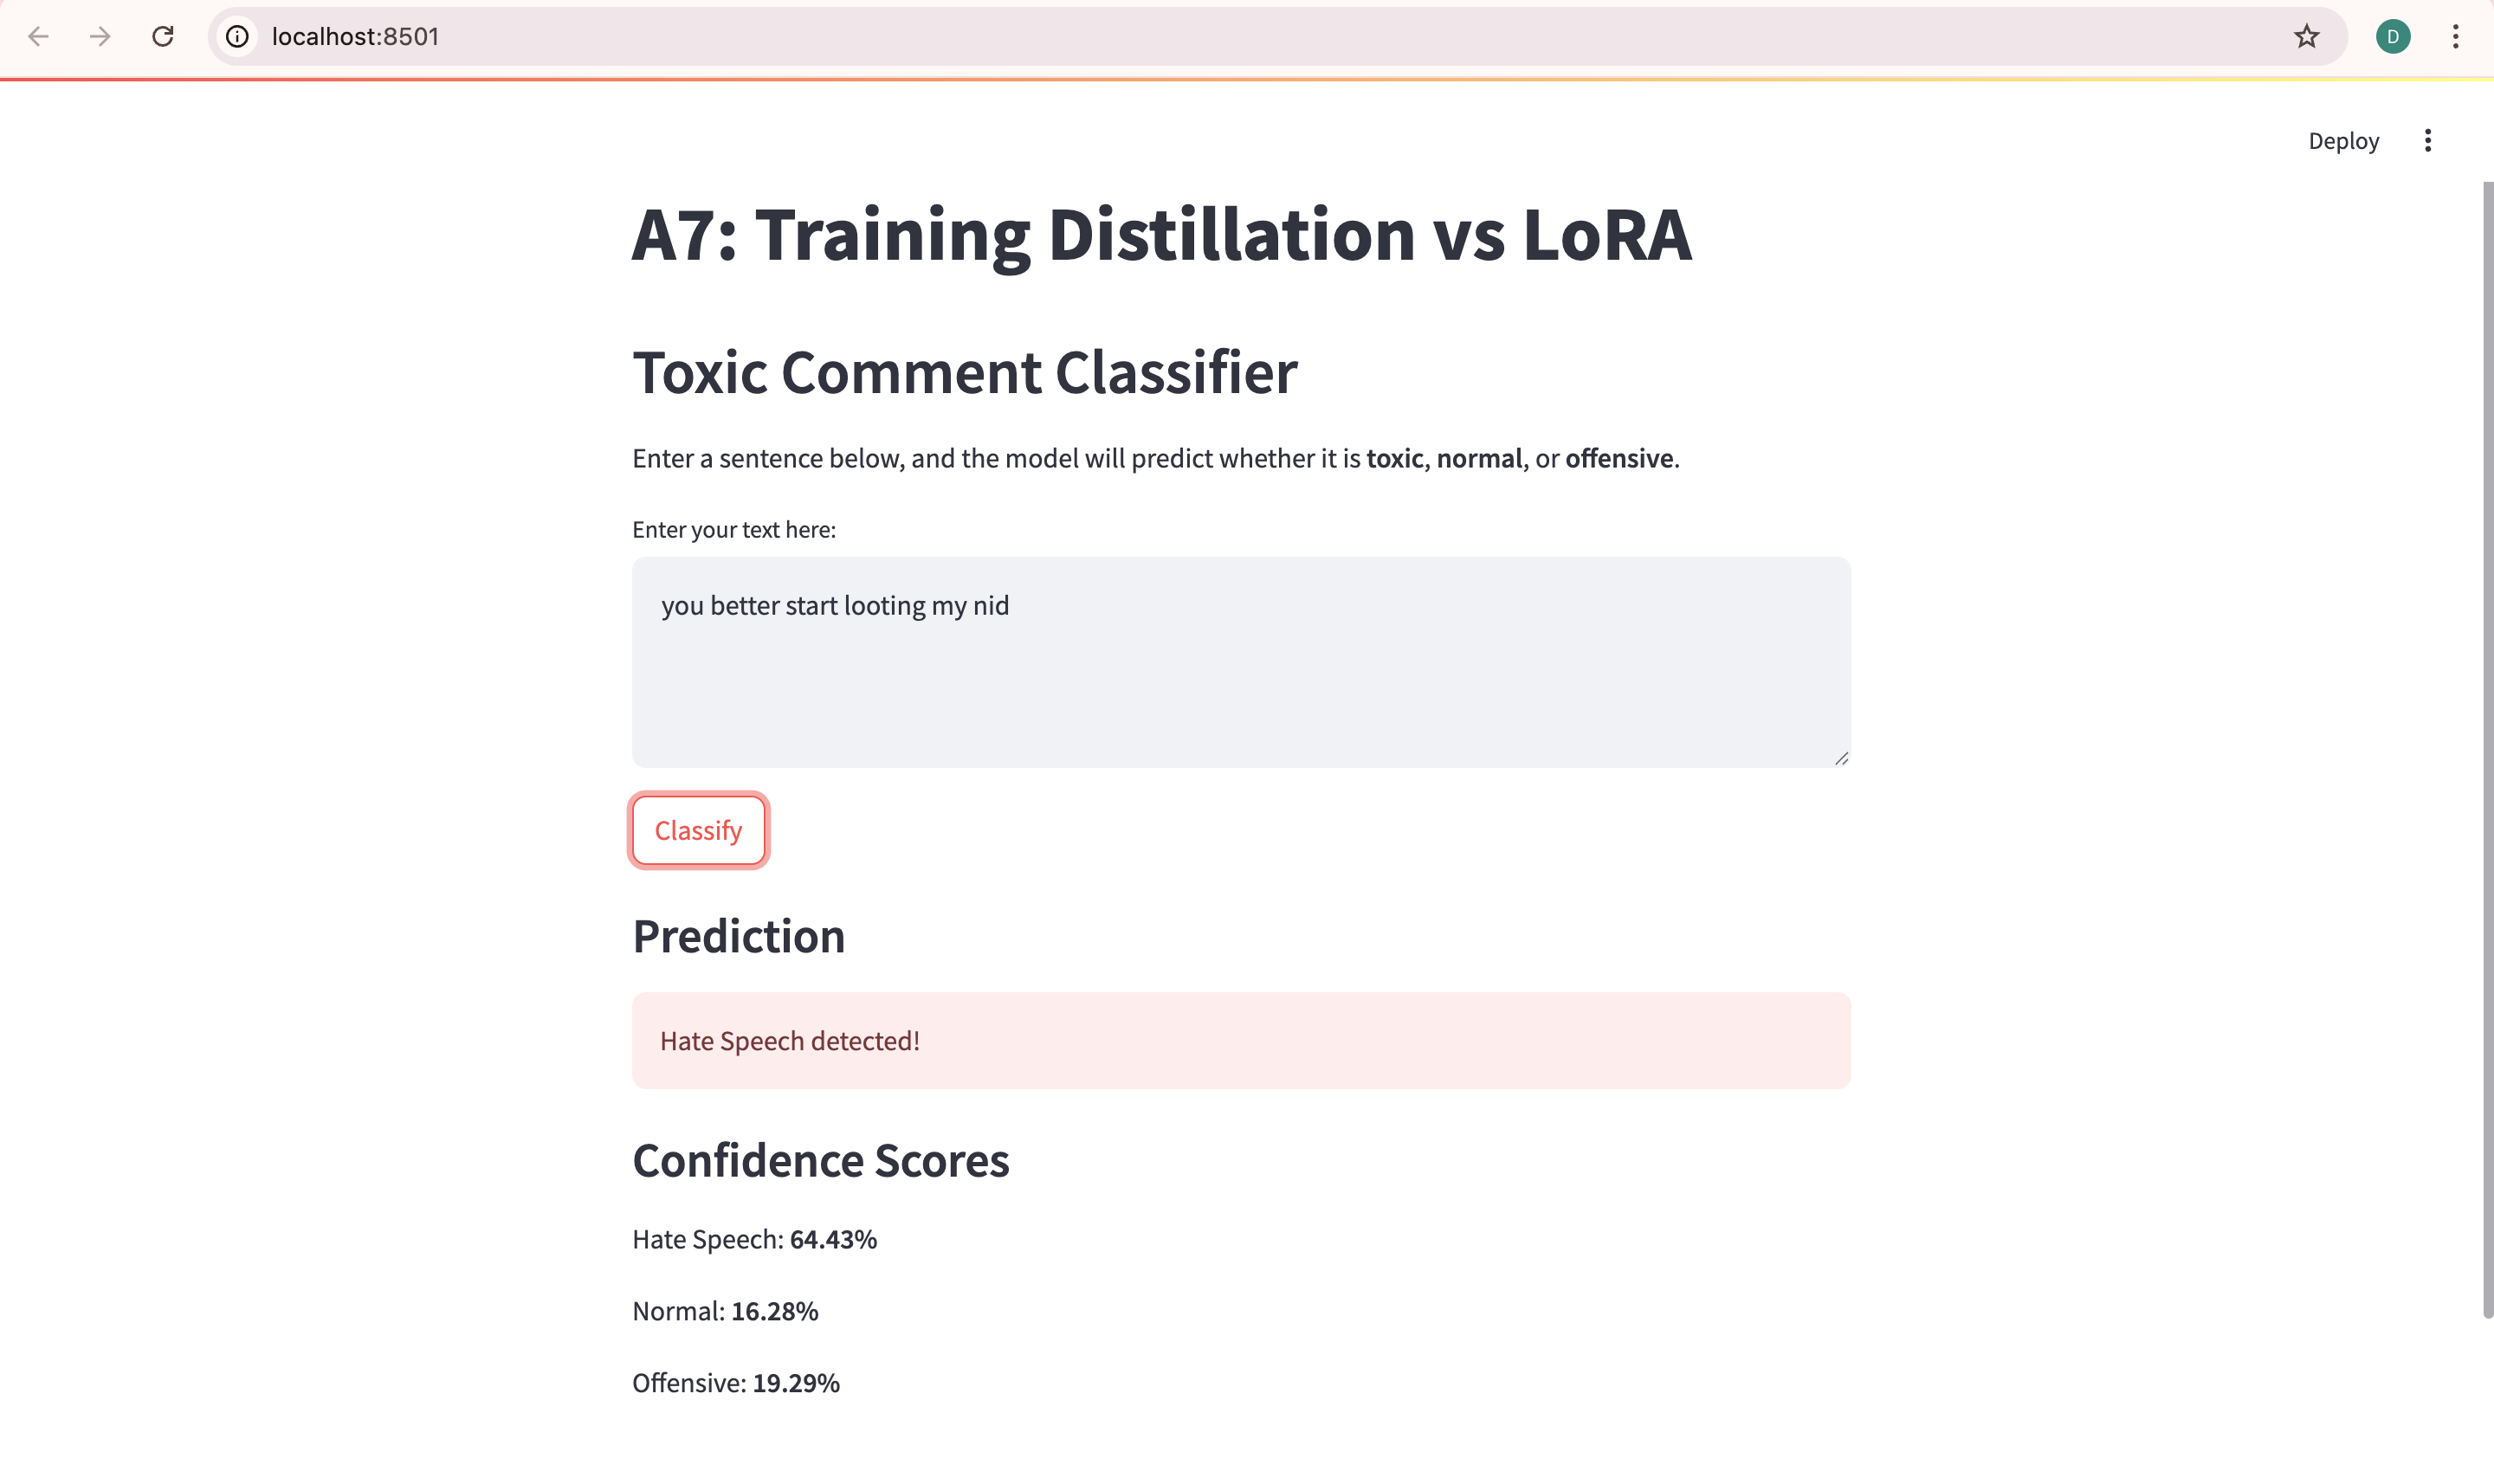 localhost:8501
D
Deploy
A7: Training Distillation vs LoRA
Toxic Comment Classifier
Enter a sentence below, and the model will predict whether it is toxic, normal, or offensive.
Enter your text here:
you better start looting my nid
Classify
Prediction
Hate Speech detected!
Confidence Scores
Hate Speech: 64.43%
Normal: 16.28%
Offensive: 19.29%